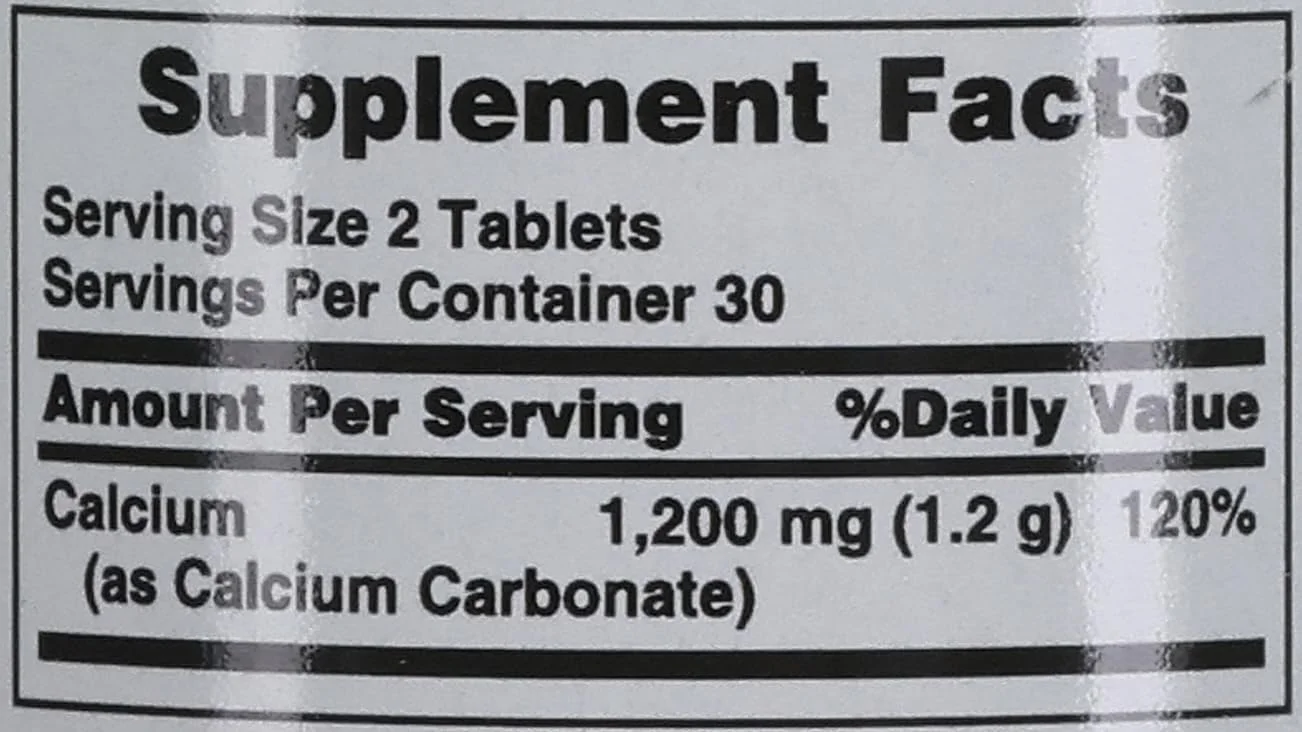 Supplement Facts
Serving Size 2 Tablets
Servings Per Container 30
Amount Per Serving %Daily Value
Calcium 1,200 mg (1.2 g) 120%
(as Calcium Carbonate)